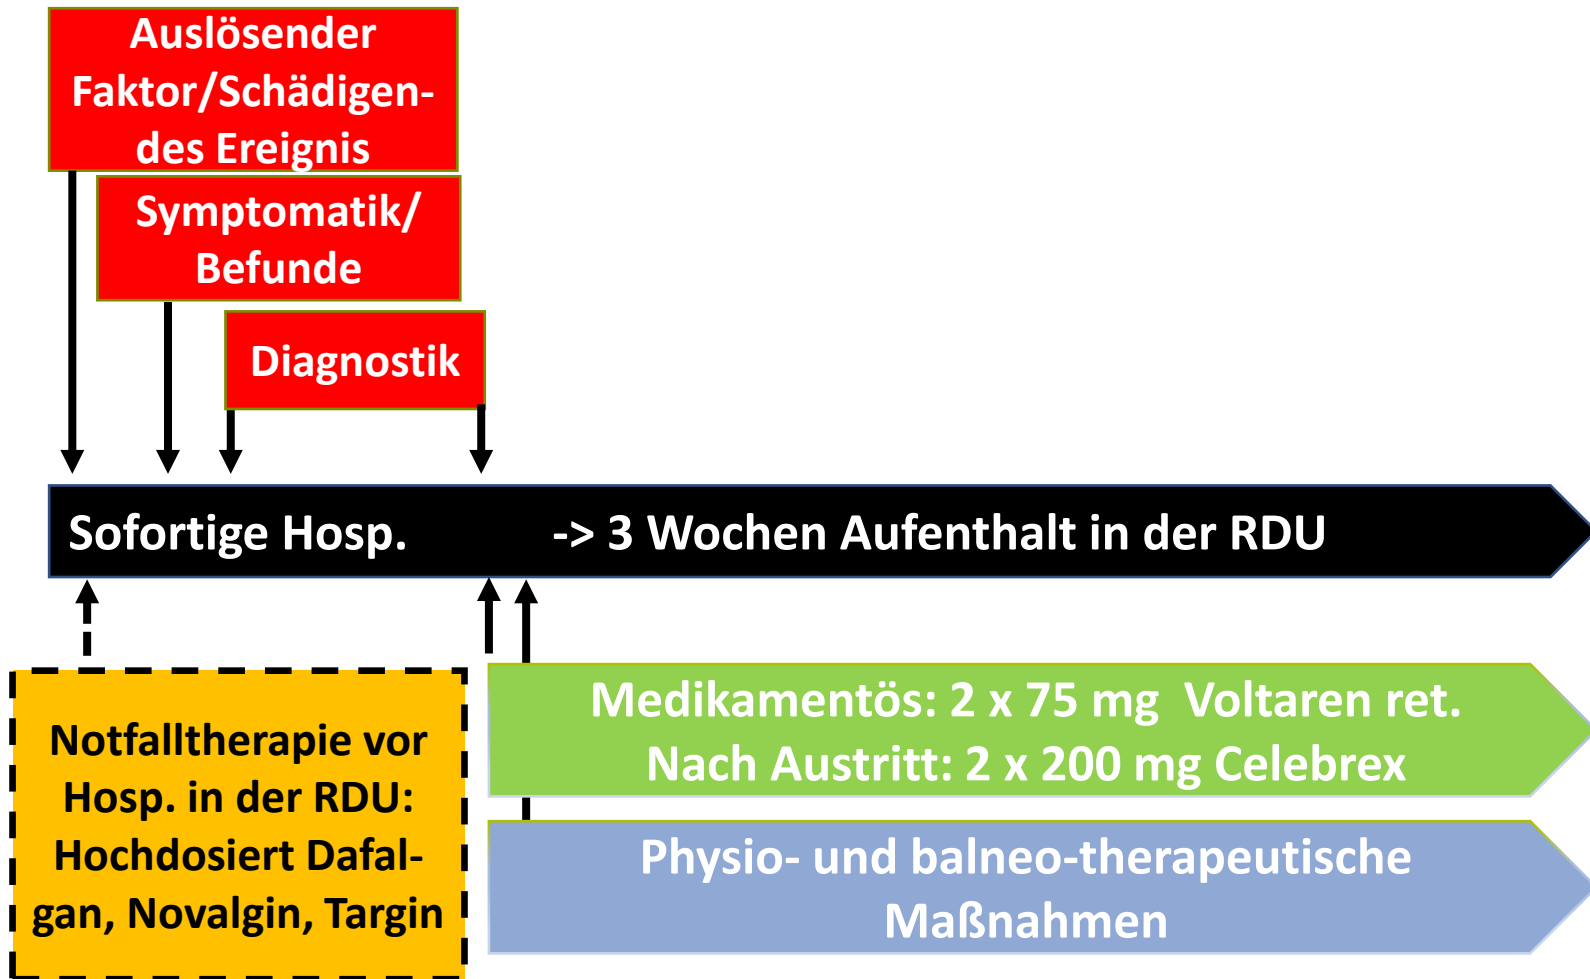 Auslösender
Faktor/Schädigen-
des Ereignis
Symptomatik/
Befunde
Diagnostik
Sofortige Hosp. -> 3 Wochen Aufenthalt in der RDU
Notfalltherapie vor
Hosp. in der RDU:
Hochdosiert Dafal-
gan, Novalgin, Targin
Medikamentös: 2 x 75 mg Voltaren ret.
Nach Austritt: 2 x 200 mg Celebrex
Physio- und balneo-therapeutische
Maßnahmen